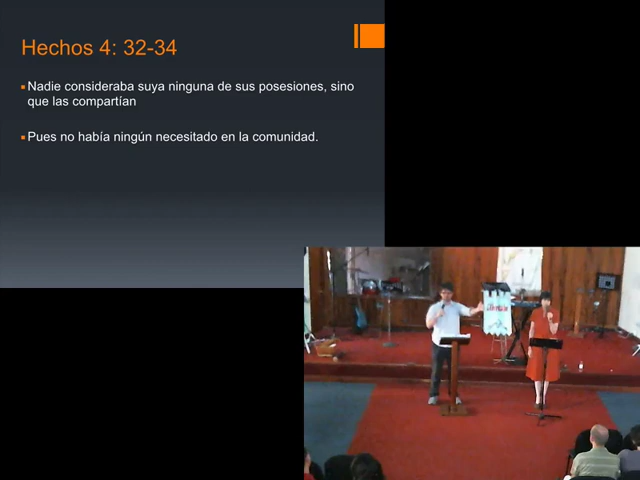 Hechos 4: 32-34
Nadie consideraba suya ninguna de sus posesiones, sino
que las compartían
Pues no había ningún necesitado en la comunidad.